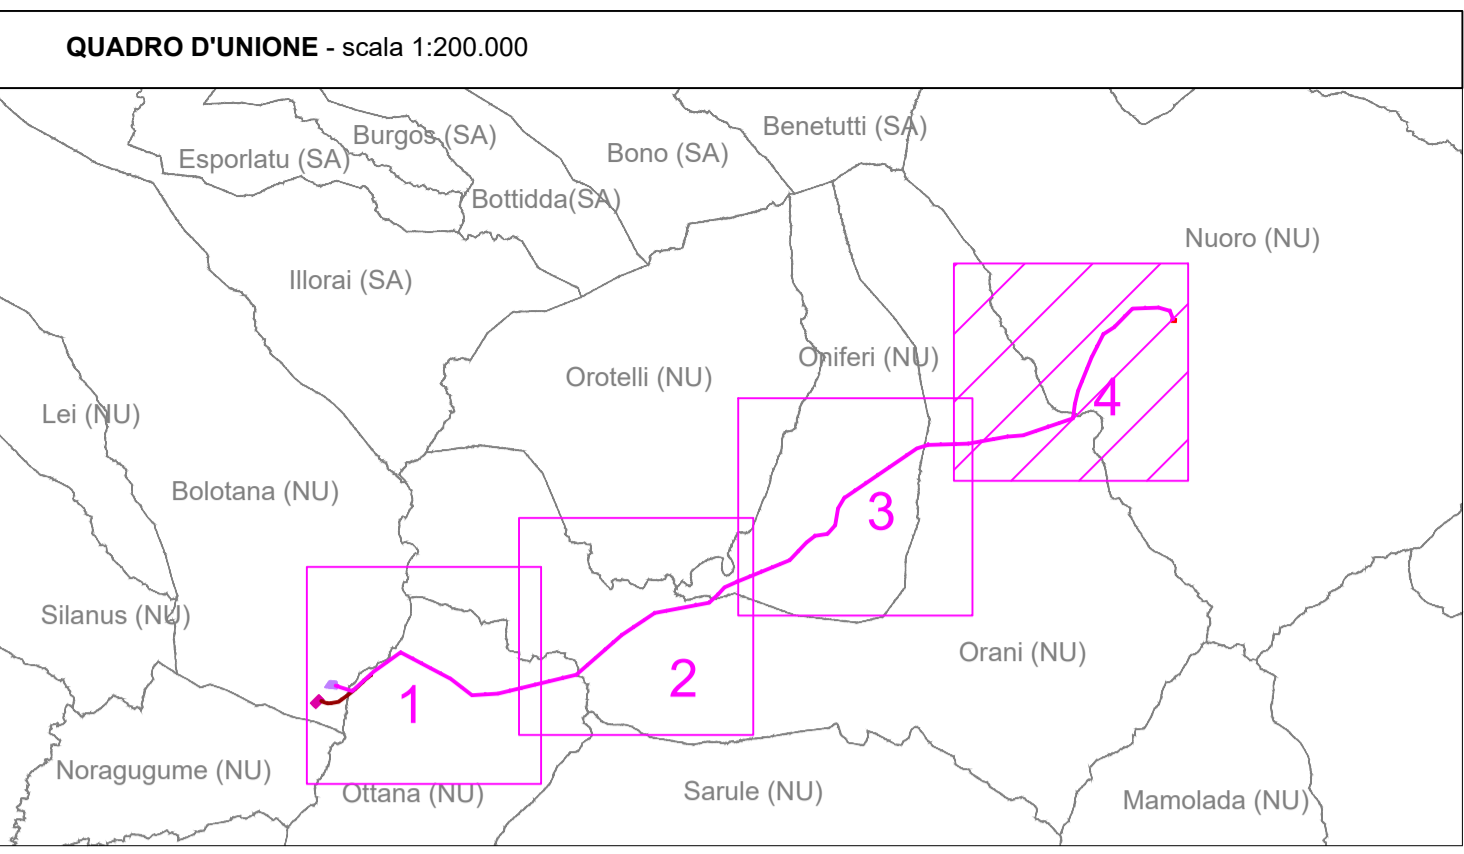 QUADRO D'UNIONE - scala 1:200.000
Benetutti (SA)
Burgos (SA)
Bono (SA)
Esporlatu (SA)
Bottidda(SA)
Nuoro (NU)
Illorai (SA)
Oniferi (NU)
Orotelli (NU)
4
Lei (NU)
Bolotana (NU)
3
Silanus (NU)
Orani (NU)
2
1
Noragugume (NU)
Ottana (NU)
Sarule (NU)
Mamolada (NU)